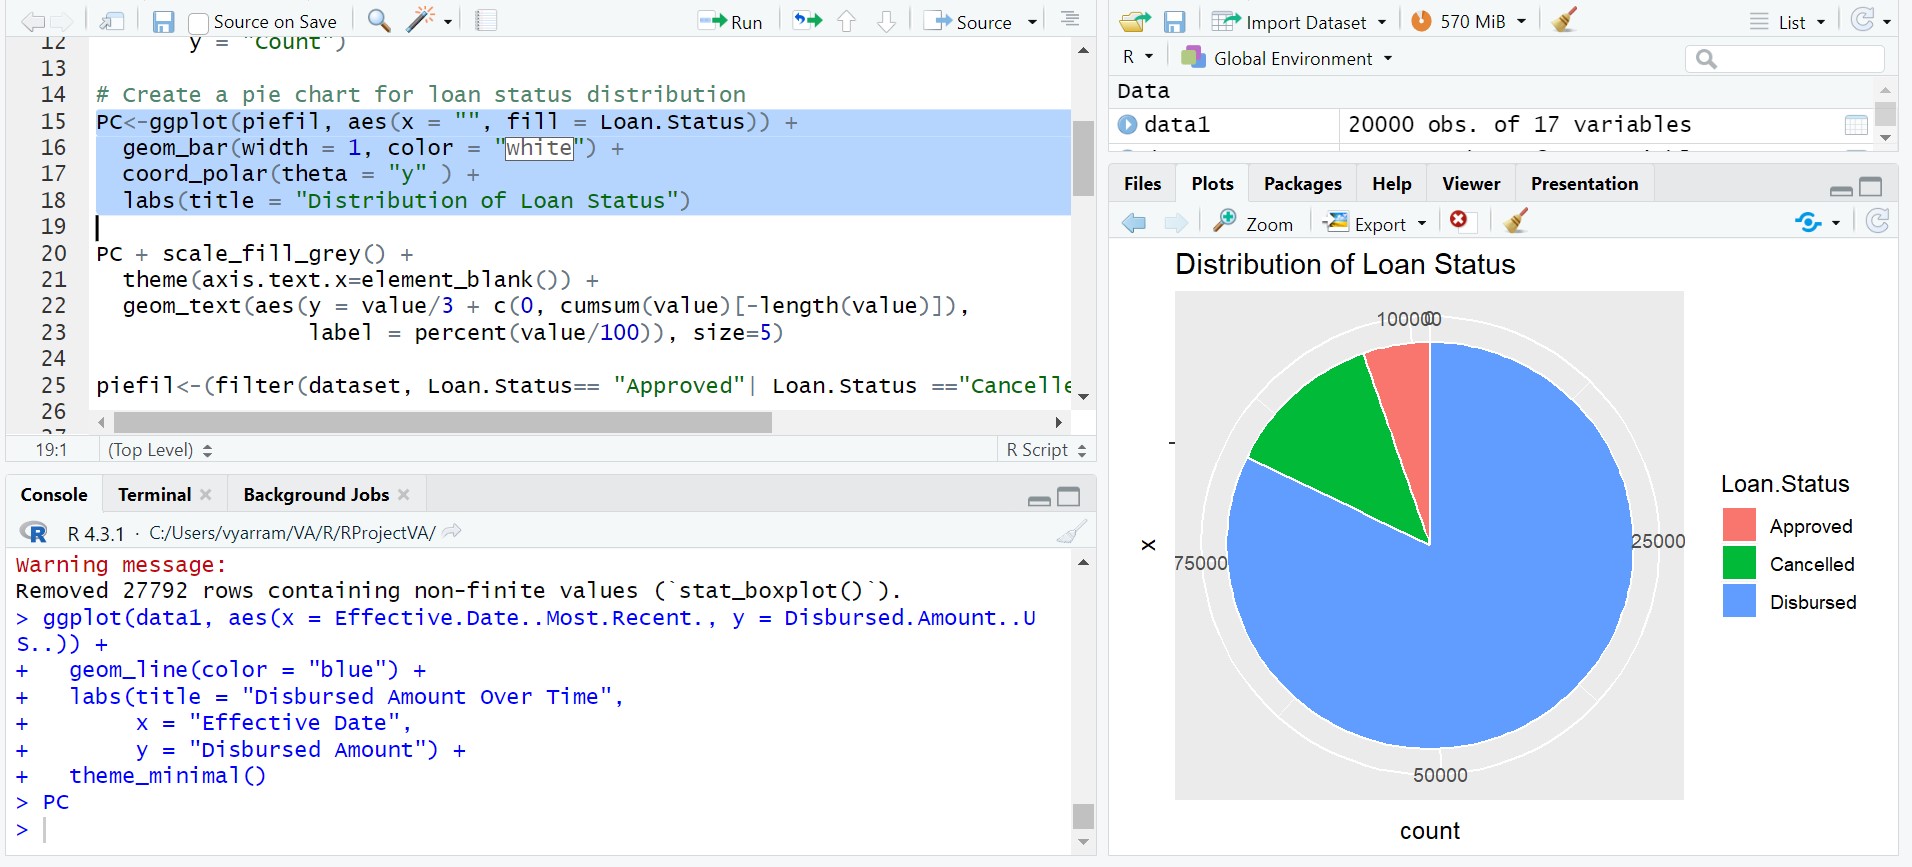 Source on Save
Run
Source
12 y = "Count")
13
14 # Create a pie chart for loan status distribution
15 PC<-ggplot(piefil, aes(x = "", fill = Loan.Status)) +
16 geom_bar(width = 1, color = "white") +
17 coord_polar(theta = "y" ) +
18 labs(title = "Distribution of Loan Status")
19
20 PC + scale_fill_grey() +
21 theme(axis.text.x=element_blank()) +
22 geom_text(aes(y = value/3 + c(0, cumsum(value)[-length(value)]),
23 label = percent(value/100)), size=5)
24
25 piefil<-(filter(dataset, Loan.Status== "Approved"| Loan.Status =="Cancelle
26
19:1 (Top Level) R Script
Console Terminal Background Jobs
R 4.3.1 · C:/Users/vyarram/VA/R/RProjectVA/
Warning message:
Removed 27792 rows containing non-finite values (`stat_boxplot()`).
> ggplot(data1, aes(x = Effective.Date..Most.Recent., y = Disbursed.Amount..U
S..)) +
+ geom_line(color = "blue") +
+ labs(title = "Disbursed Amount Over Time",
+ x = "Effective Date",
+ y = "Disbursed Amount") +
+ theme_minimal()
> PC
>
Import Dataset 570 MiB List
R Global Environment
Data
data1 20000 obs. of 17 variables
Files Plots Packages Help Viewer Presentation
Zoom Export
Distribution of Loan Status
100000
0
25000
50000
75000
x
count
Loan.Status
Approved
Cancelled
Disbursed